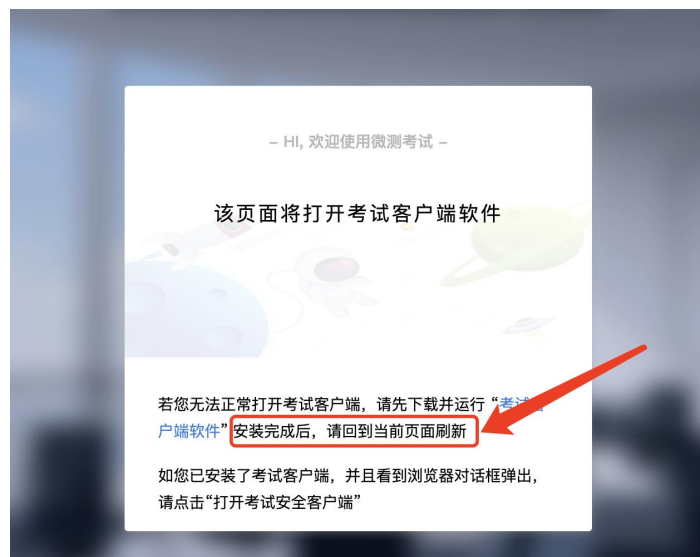 – HI, 欢迎使用微测考试 –
该页面将打开考试客户端软件
若您无法正常打开考试客户端，请先下载并运行 “考试客
户端软件” 安装完成后，请回到当前页面刷新
如您已安装了考试客户端，并且看到浏览器对话框弹出，
请点击“打开考试安全客户端”